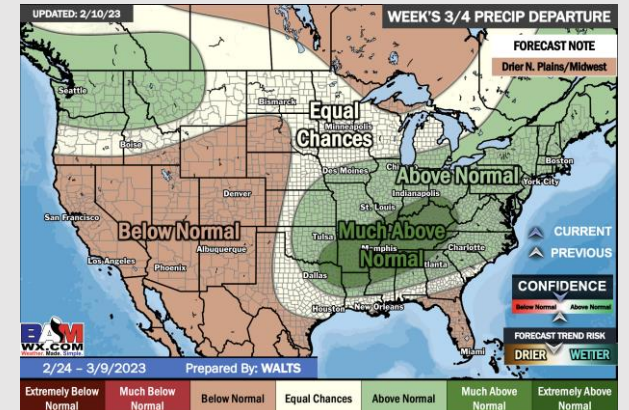 UPDATED: 2/10/23
WEEK'S 3/4 PRECIP DEPARTURE
FORECAST NOTE
Drier N. Plains/Midwest
Seattle
Bismarck
Equal
Minneapolis
Chances
Boise
Des Moines
Chi
Above Normal
Boston
York City
Indianapolis
Denver
St. Louis
San Francisco
Below Normal
Much Above
Normal
Tulsa
Memphis
Charlotte
Albuquerque
Los Angeles
Phoenix
tlanta
Dallas
Houston
New Orleans
Miami
CURRENT
PREVIOUS
CONFIDENCE
Below Normal
Above Normal
FORECAST TREND RISK
DRIER
WETTER
BAM
WX.COM
Weather. Made. Simple.
2/24 – 3/9/2023
Prepared By: WALTS
Extremely Below Normal
Much Below Normal
Below Normal
Equal Chances
Above Normal
Much Above Normal
Extremely Above Normal